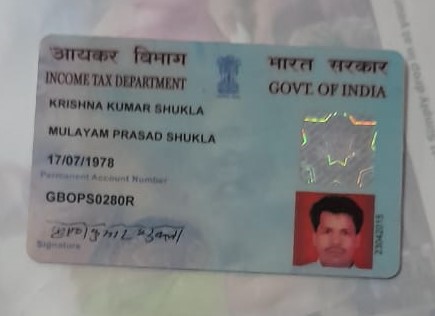 आयकर विभाग
INCOME TAX DEPARTMENT
भारत सरकार
GOVT. OF INDIA
KRISHNA KUMAR SHUKLA
MULAYAM PRASAD SHUKLA
17/07/1978
Permanent Account Number
GBOPS0280R
Signature
23042015